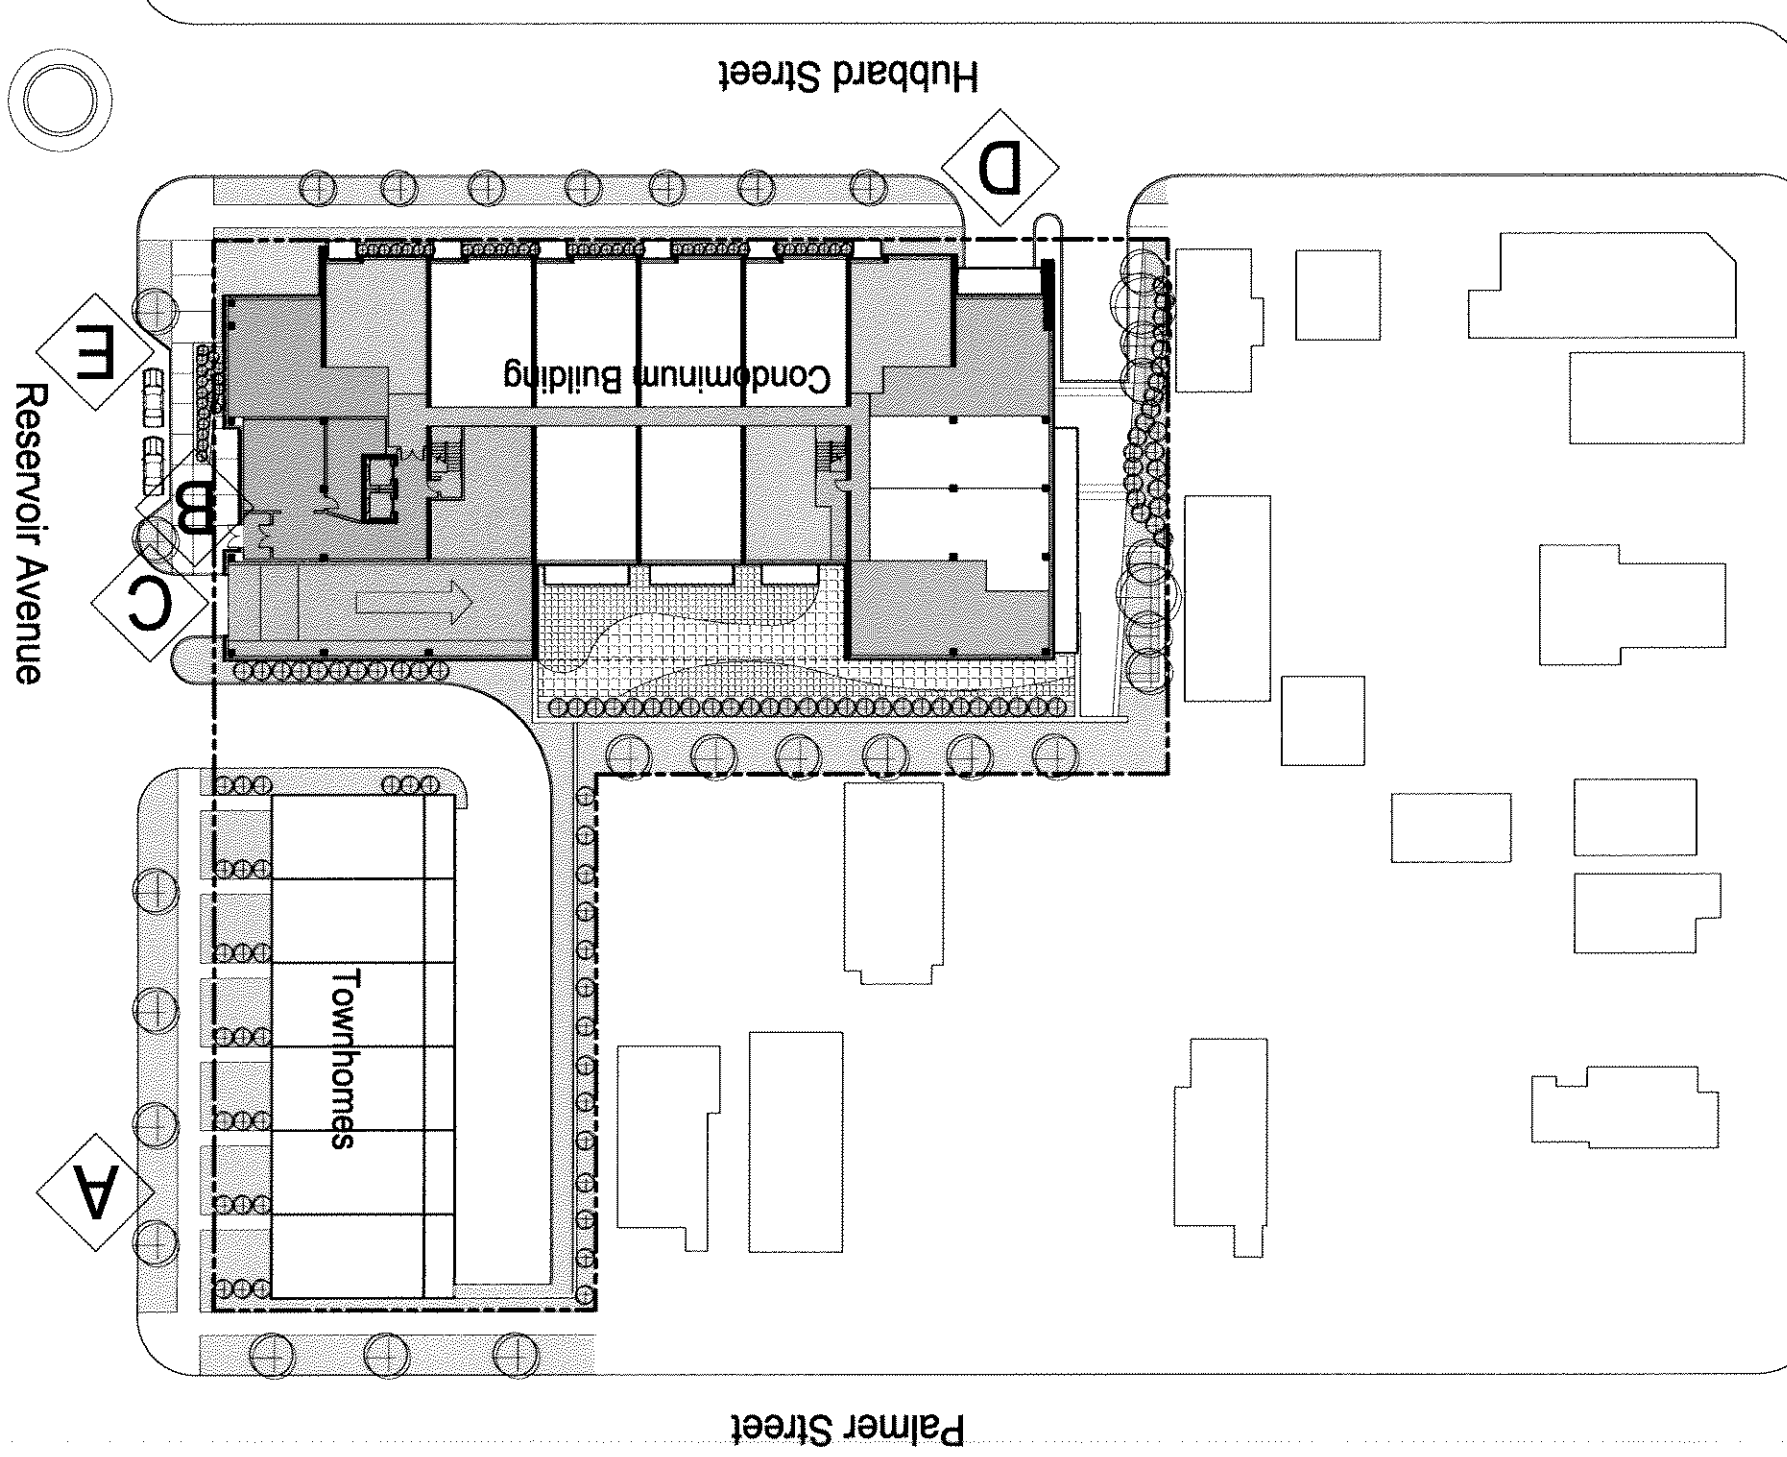 Hubbard Street
D
E
Condominium Building
Reservoir Avenue
B
C
Townhomes
A
Palmer Street